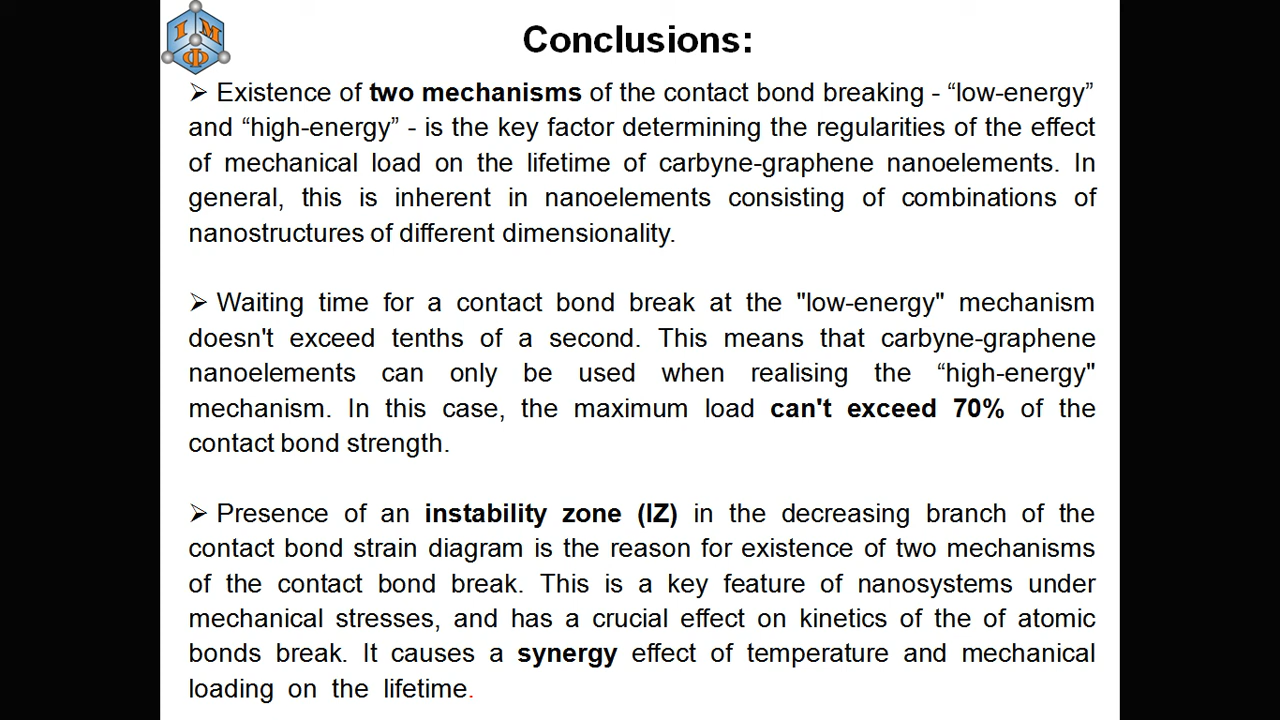 І М Ф
Conclusions:
➢ Existence of two mechanisms of the contact bond breaking - “low-energy”
and “high-energy” - is the key factor determining the regularities of the effect
of mechanical load on the lifetime of carbyne-graphene nanoelements. In
general, this is inherent in nanoelements consisting of combinations of
nanostructures of different dimensionality.
➢ Waiting time for a contact bond break at the "low-energy" mechanism
doesn't exceed tenths of a second. This means that carbyne-graphene
nanoelements can only be used when realising the “high-energy"
mechanism. In this case, the maximum load can't exceed 70% of the
contact bond strength.
➢ Presence of an instability zone (IZ) in the decreasing branch of the
contact bond strain diagram is the reason for existence of two mechanisms
of the contact bond break. This is a key feature of nanosystems under
mechanical stresses, and has a crucial effect on kinetics of the of atomic
bonds break. It causes a synergy effect of temperature and mechanical
loading on the lifetime.